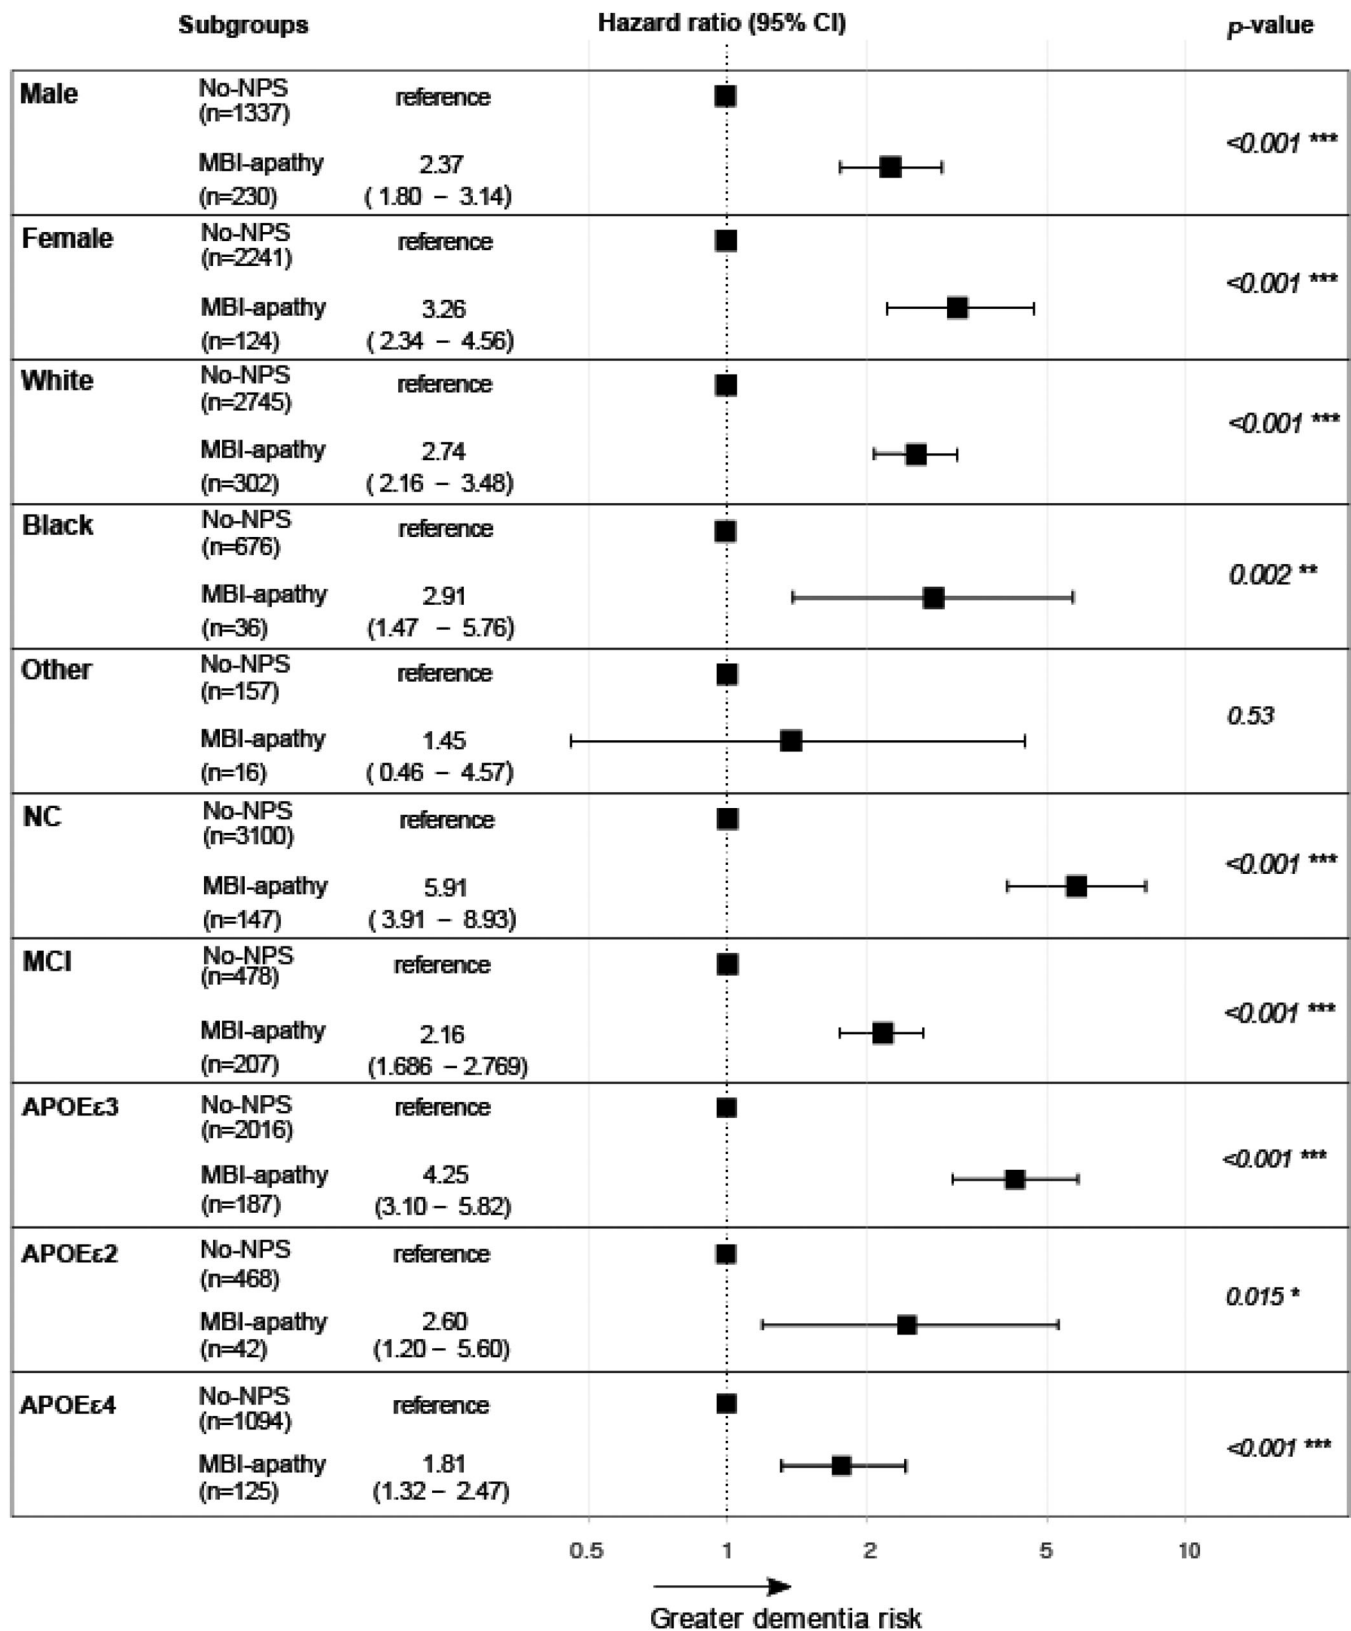 Subgroups Hazard ratio (95% CI) p-value
Male No-NPS reference
(n=1337)
<0.001 ***
MBI-apathy 2.37
(n=230) ( 1.80 – 3.14)
Female No-NPS reference
(n=2241)
<0.001 ***
MBI-apathy 3.26
(n=124) ( 2.34 – 4.56)
White No-NPS reference
(n=2745)
<0.001 ***
MBI-apathy 2.74
(n=302) ( 2.16 – 3.48)
Black No-NPS reference
(n=676)
0.002 **
MBI-apathy 2.91
(n=36) (1.47 – 5.76)
Other No-NPS reference
(n=157)
0.53
MBI-apathy 1.45
(n=16) ( 0.46 – 4.57)
NC No-NPS reference
(n=3100)
<0.001 ***
MBI-apathy 5.91
(n=147) ( 3.91 – 8.93)
MCI No-NPS reference
(n=478)
<0.001 ***
MBI-apathy 2.16
(n=207) (1.686 – 2.769)
APOEε3 No-NPS reference
(n=2016)
<0.001 ***
MBI-apathy 4.25
(n=187) (3.10 – 5.82)
APOEε2 No-NPS reference
(n=468)
0.015 *
MBI-apathy 2.60
(n=42) (1.20 – 5.60)
APOEε4 No-NPS reference
(n=1094)
<0.001 ***
MBI-apathy 1.81
(n=125) (1.32 – 2.47)
0.5 1 2 5 10
Greater dementia risk